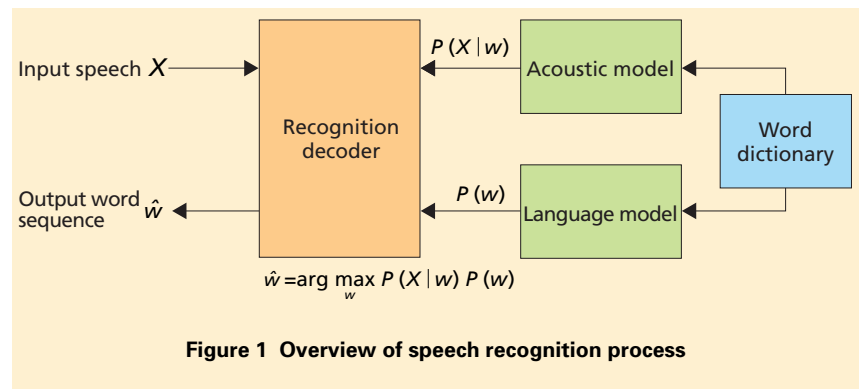 Input speech X
P (X | w)
Acoustic model
Recognition
decoder
Word
dictionary
Output word
sequence ŵ
P (w)
Language model
ŵ =arg max P (X | w) P (w)
w
Figure 1 Overview of speech recognition process